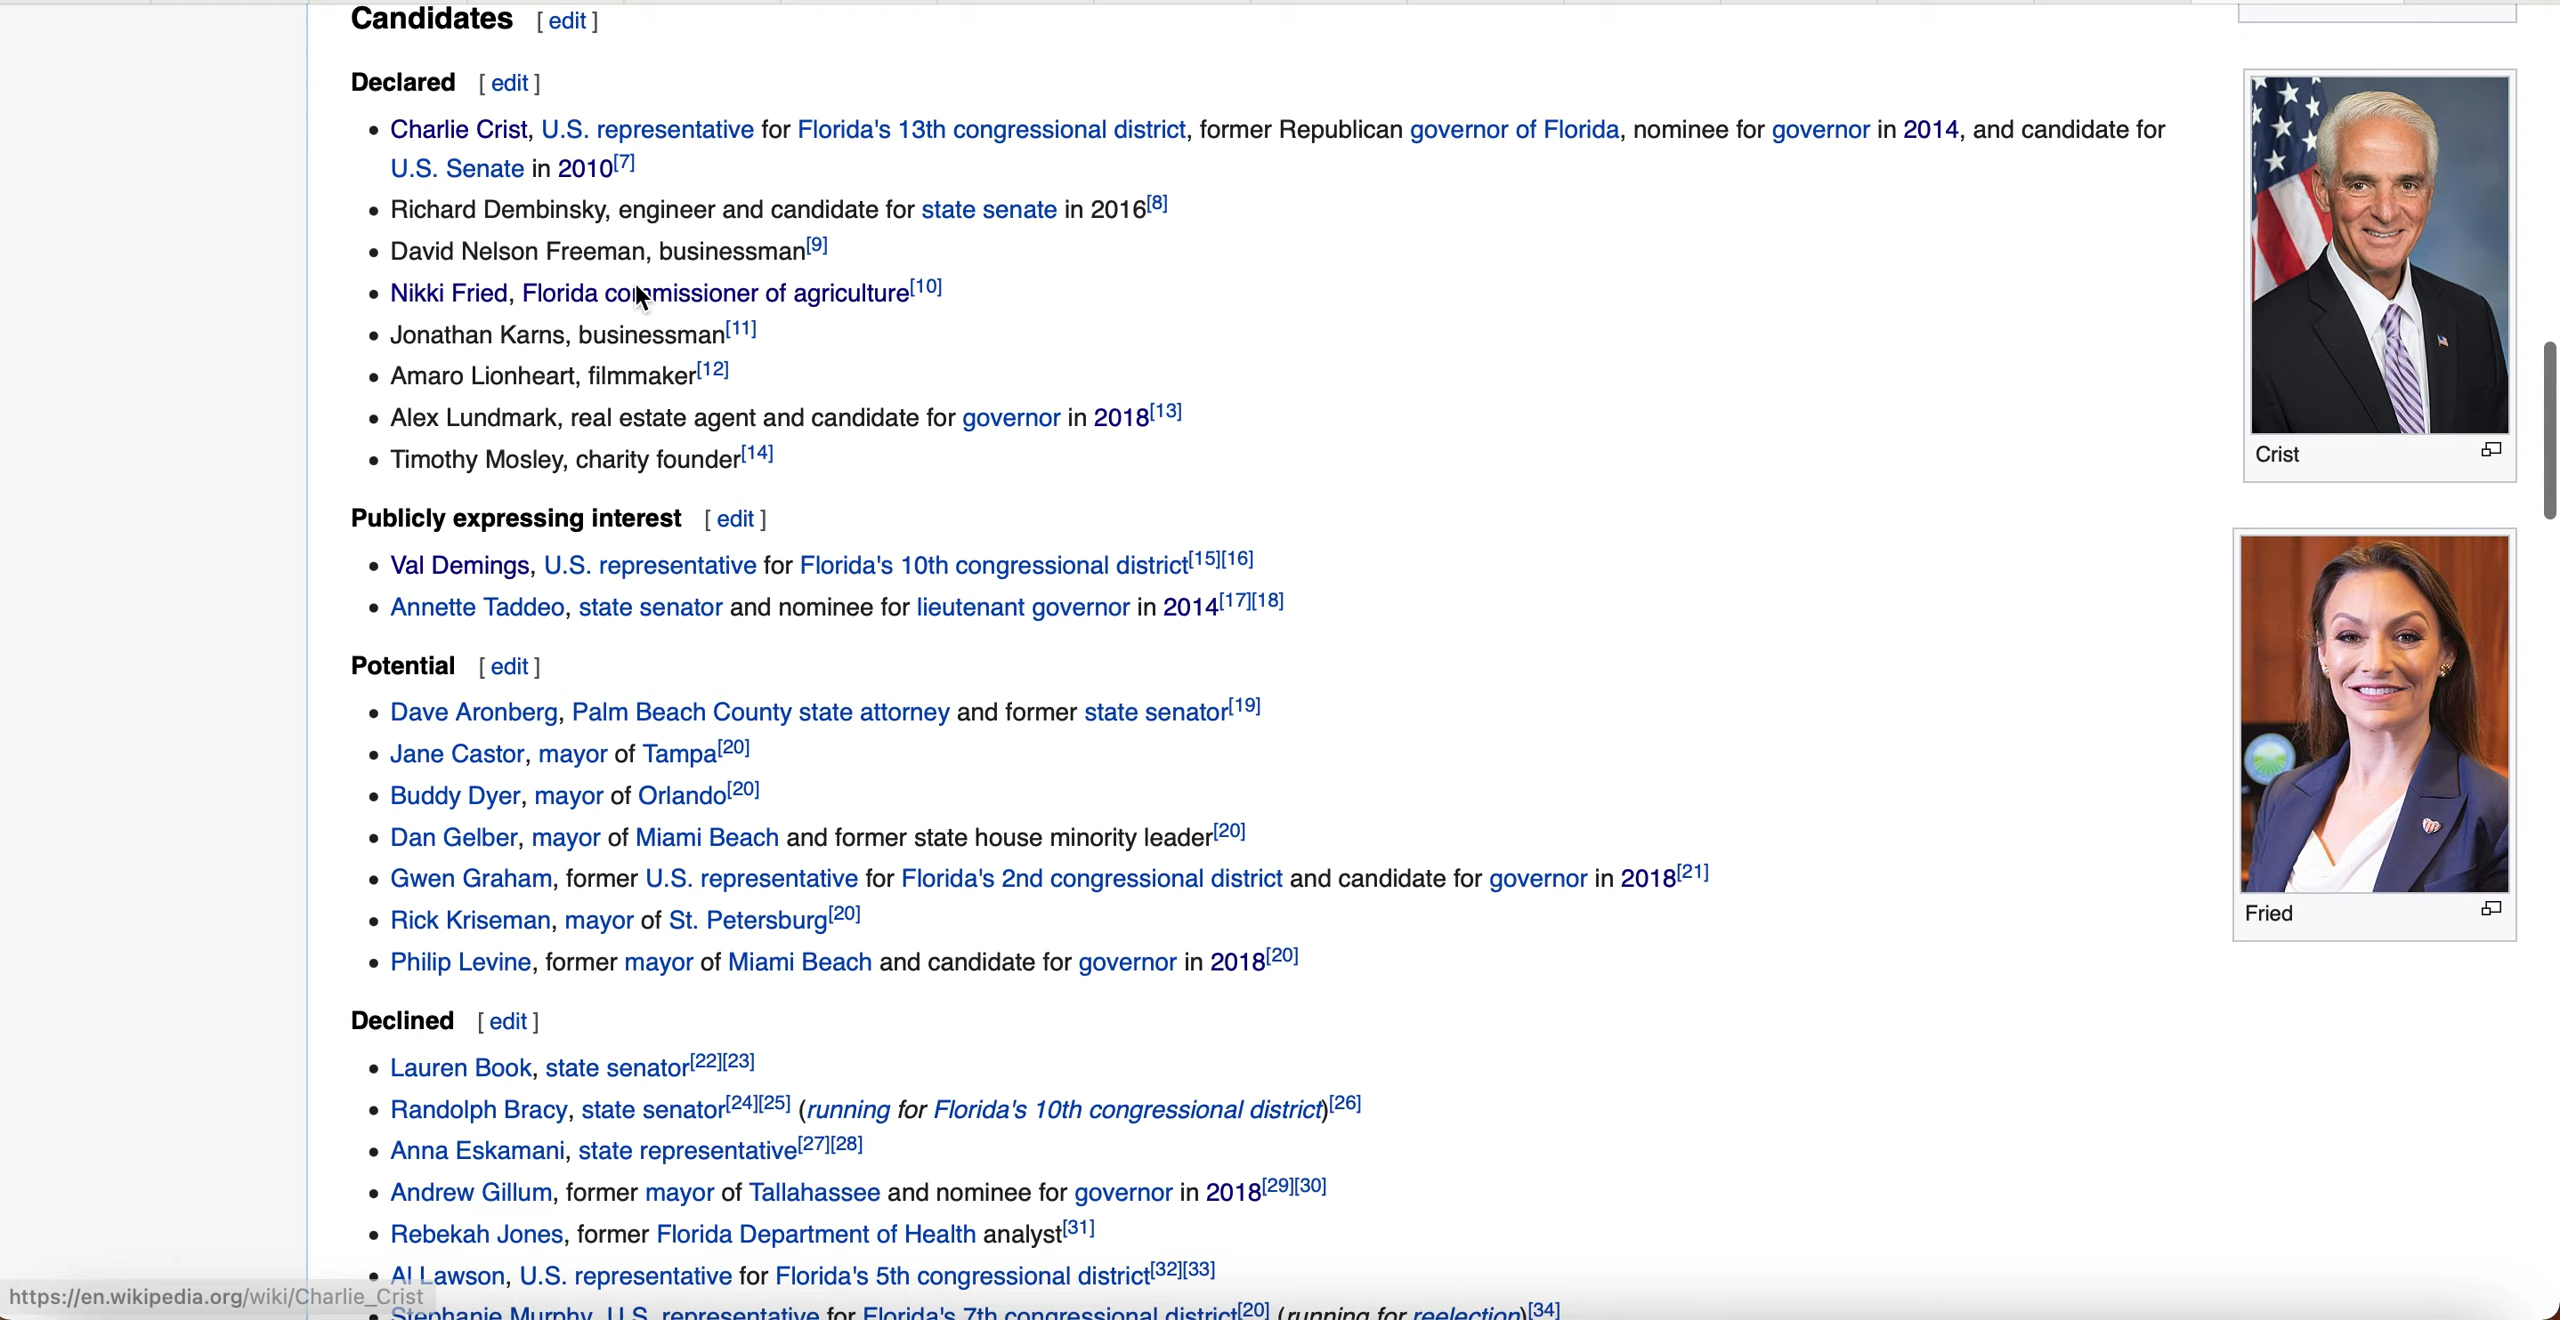 Candidates [ edit ]
Declared [ edit ]
• Charlie Crist, U.S. representative for Florida's 13th congressional district, former Republican governor of Florida, nominee for governor in 2014, and candidate for
U.S. Senate in 2010[7]
• Richard Dembinsky, engineer and candidate for state senate in 2016[8]
• David Nelson Freeman, businessman[9]
• Nikki Fried, Florida commissioner of agriculture[10]
• Jonathan Karns, businessman[11]
• Amaro Lionheart, filmmaker[12]
• Alex Lundmark, real estate agent and candidate for governor in 2018[13]
• Timothy Mosley, charity founder[14]
Crist
Publicly expressing interest [ edit ]
• Val Demings, U.S. representative for Florida's 10th congressional district[15][16]
• Annette Taddeo, state senator and nominee for lieutenant governor in 2014[17][18]
Potential [ edit ]
• Dave Aronberg, Palm Beach County state attorney and former state senator[19]
• Jane Castor, mayor of Tampa[20]
• Buddy Dyer, mayor of Orlando[20]
• Dan Gelber, mayor of Miami Beach and former state house minority leader[20]
• Gwen Graham, former U.S. representative for Florida's 2nd congressional district and candidate for governor in 2018[21]
• Rick Kriseman, mayor of St. Petersburg[20]
• Philip Levine, former mayor of Miami Beach and candidate for governor in 2018[20]
Fried
Declined [ edit ]
• Lauren Book, state senator[22][23]
• Randolph Bracy, state senator[24][25] (running for Florida's 10th congressional district)[26]
• Anna Eskamani, state representative[27][28]
• Andrew Gillum, former mayor of Tallahassee and nominee for governor in 2018[29][30]
• Rebekah Jones, former Florida Department of Health analyst[31]
• Al Lawson, U.S. representative for Florida's 5th congressional district[32][33]
• Stephanie Murphy, U.S. representative for Florida's 7th congressional district[20] (running for reelection)[34]
https://en.wikipedia.org/wiki/Charlie_Crist